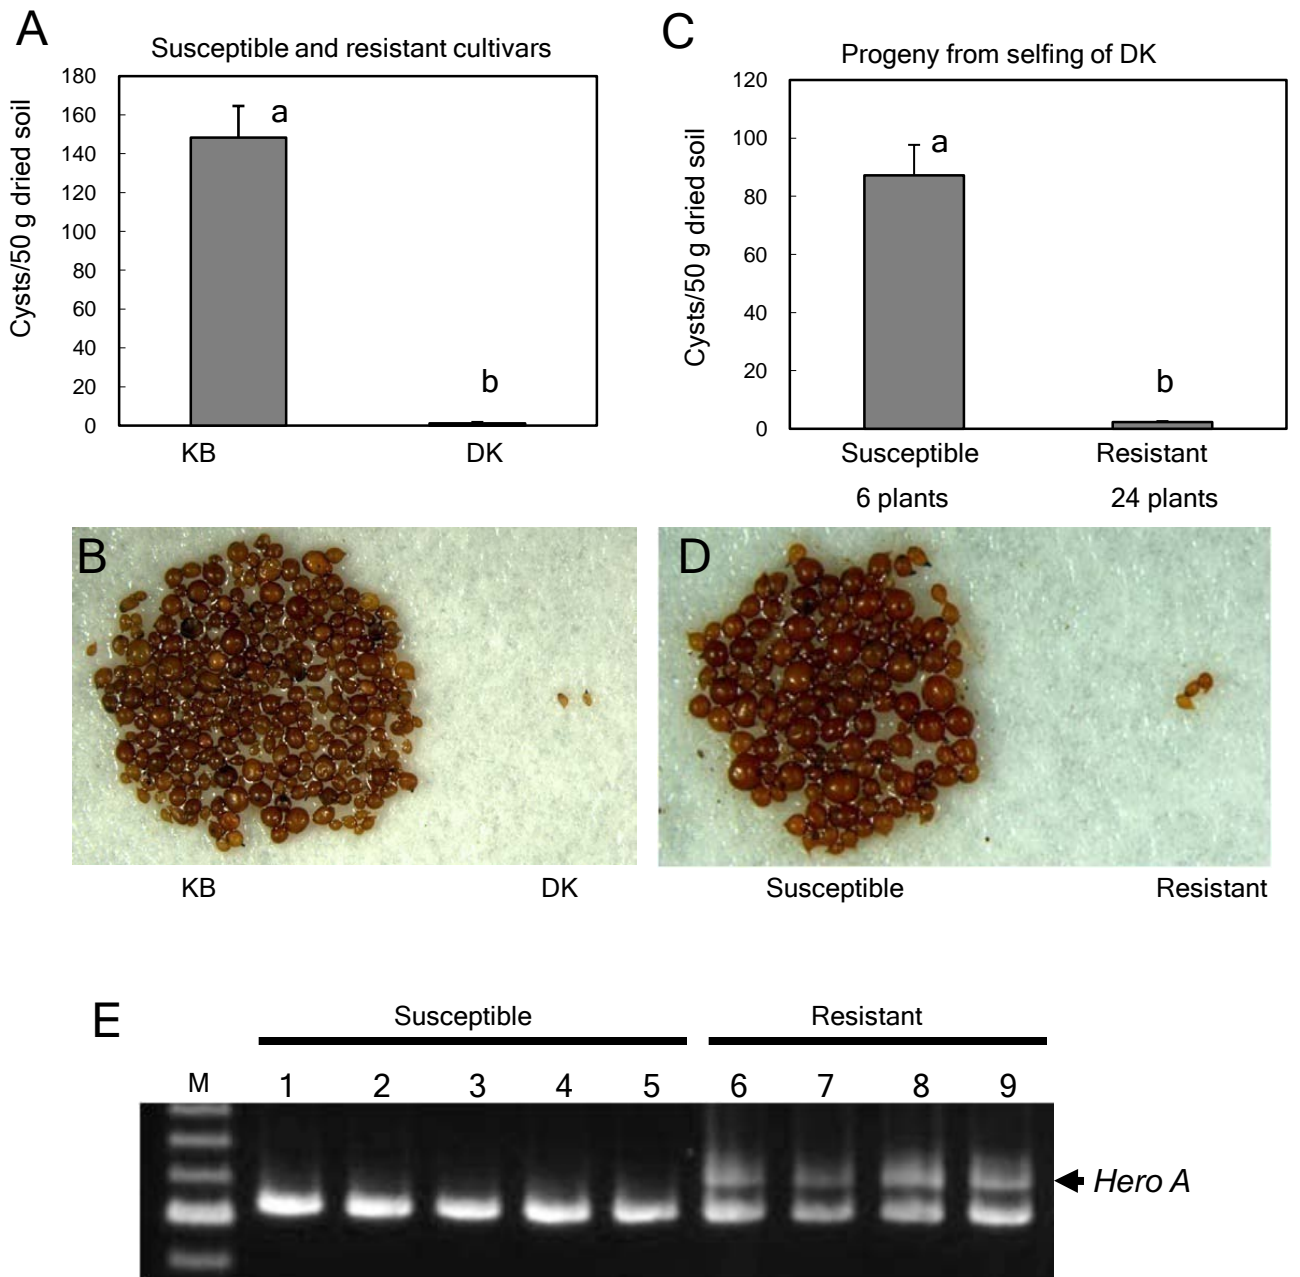 A
Susceptible and resistant cultivars
Cysts/50 g dried soil
180
160
140
120
100
80
60
40
20
0
a
b
KB DK
C
Progeny from selfing of DK
Cysts/50 g dried soil
120
100
80
60
40
20
0
a
b
Susceptible Resistant
6 plants 24 plants
B
KB DK
D
Susceptible Resistant
E
Susceptible Resistant
M 1 2 3 4 5 6 7 8 9
Hero A